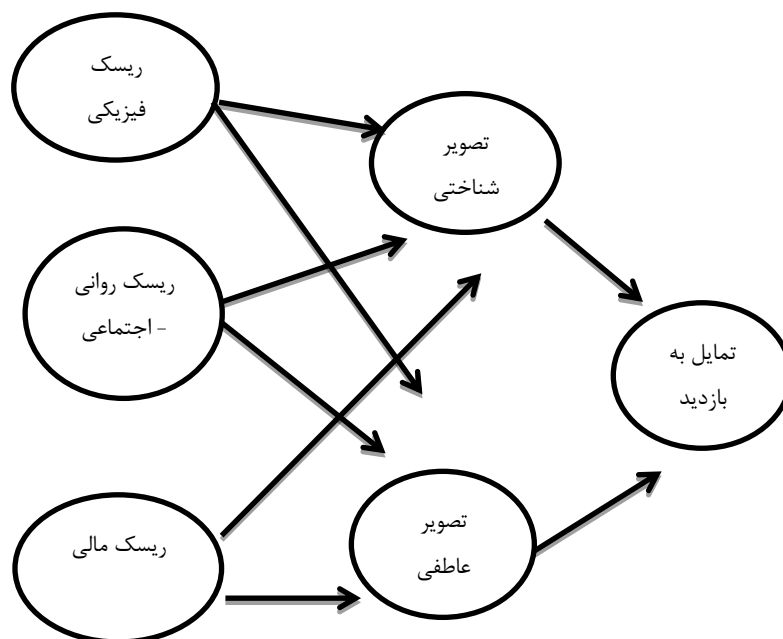 ریسک
فیزیکی
تصویر
شناختی
ریسک روانی
- اجتماعی
تمایل به
بازدید
ریسک مالی
تصویر
عاطفی